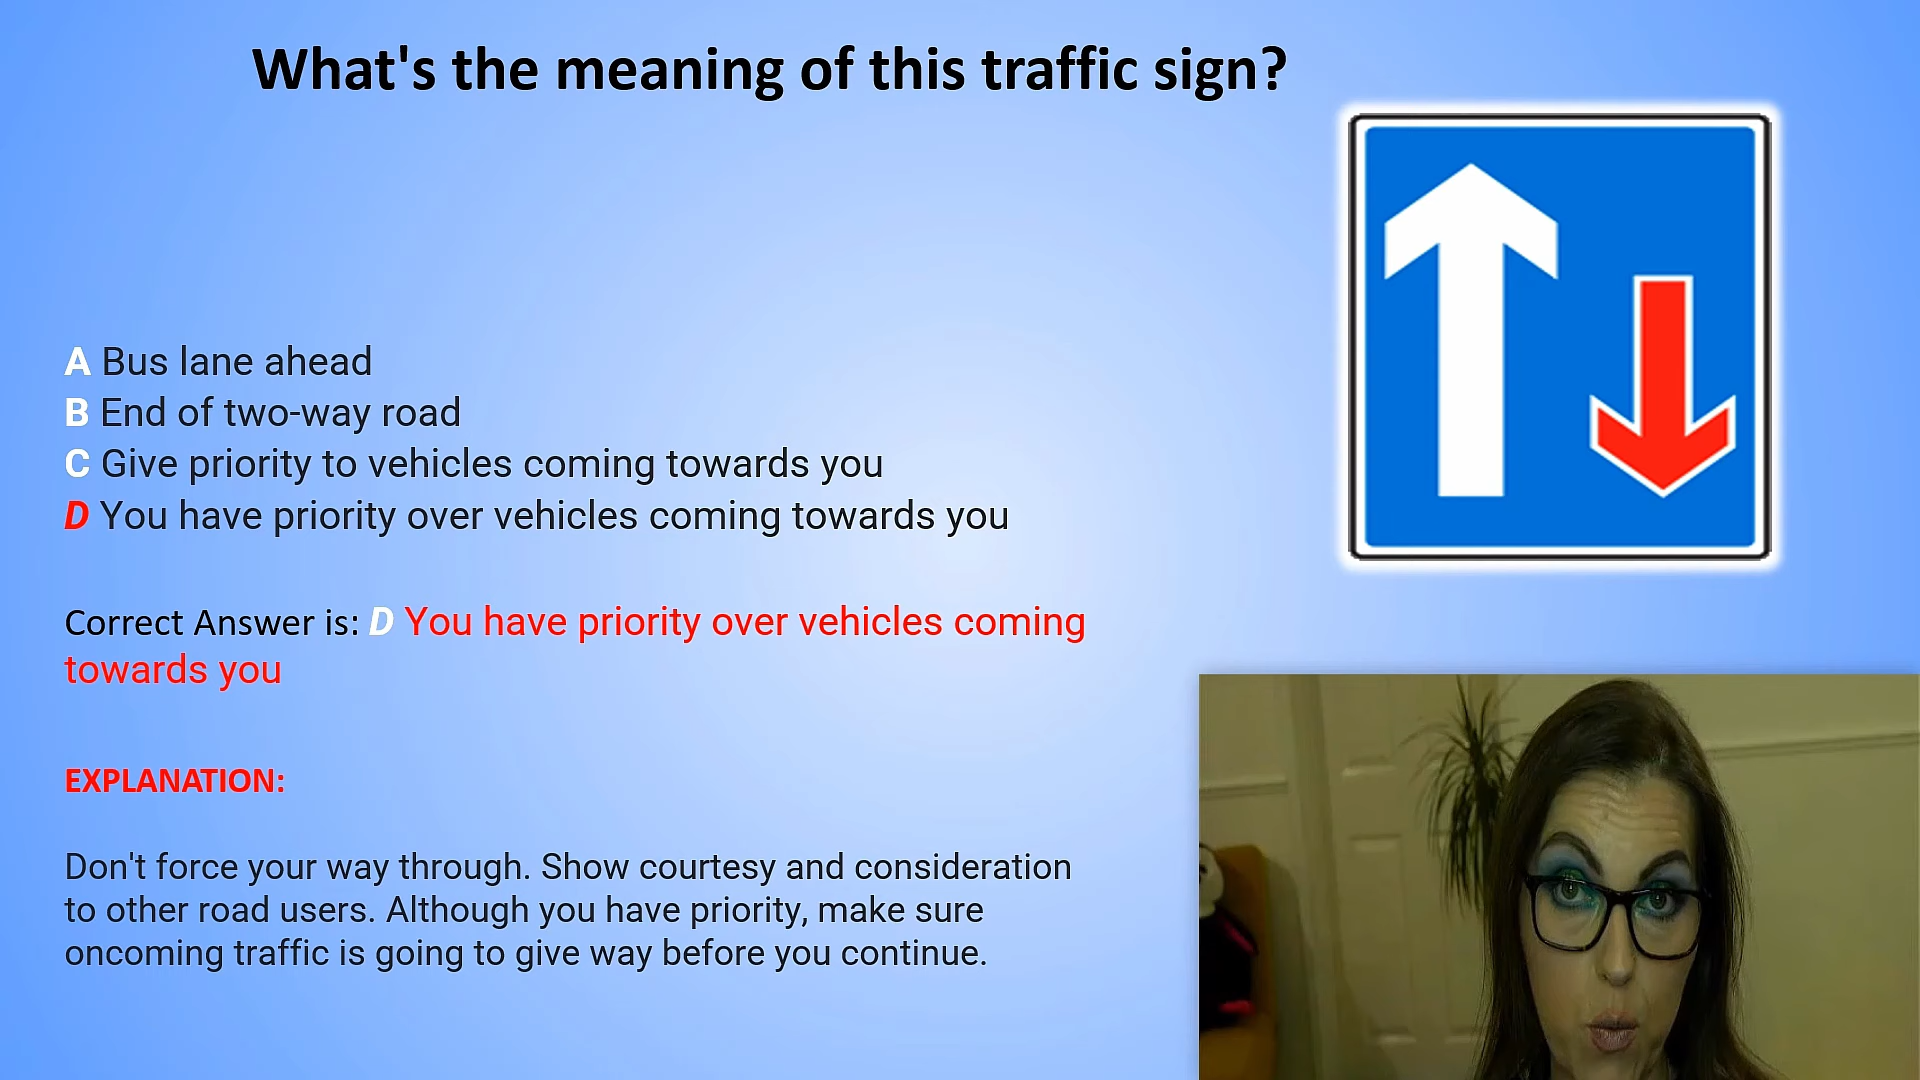 What's the meaning of this traffic sign?
A Bus lane ahead
B End of two-way road
C Give priority to vehicles coming towards you
D You have priority over vehicles coming towards you
Correct Answer is: D You have priority over vehicles coming
towards you
EXPLANATION:
Don't force your way through. Show courtesy and consideration
to other road users. Although you have priority, make sure
oncoming traffic is going to give way before you continue.